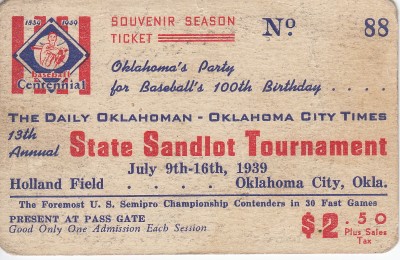 1839 1939
Baseball
Centennial
SOUVENIR SEASON
TICKET
No. 88
Oklahoma's Party
for Baseball's 100th Birthday . . . .
THE DAILY OKLAHOMAN - OKLAHOMA CITY TIMES
13th
Annual State Sandlot Tournament
July 9th-16th, 1939
Holland Field . . . . Oklahoma City, Okla.
The Foremost U. S. Semipro Championship Contenders in 30 Fast Games
PRESENT AT PASS GATE
Good Only One Admission Each Session
$2.50
Plus Sales
Tax